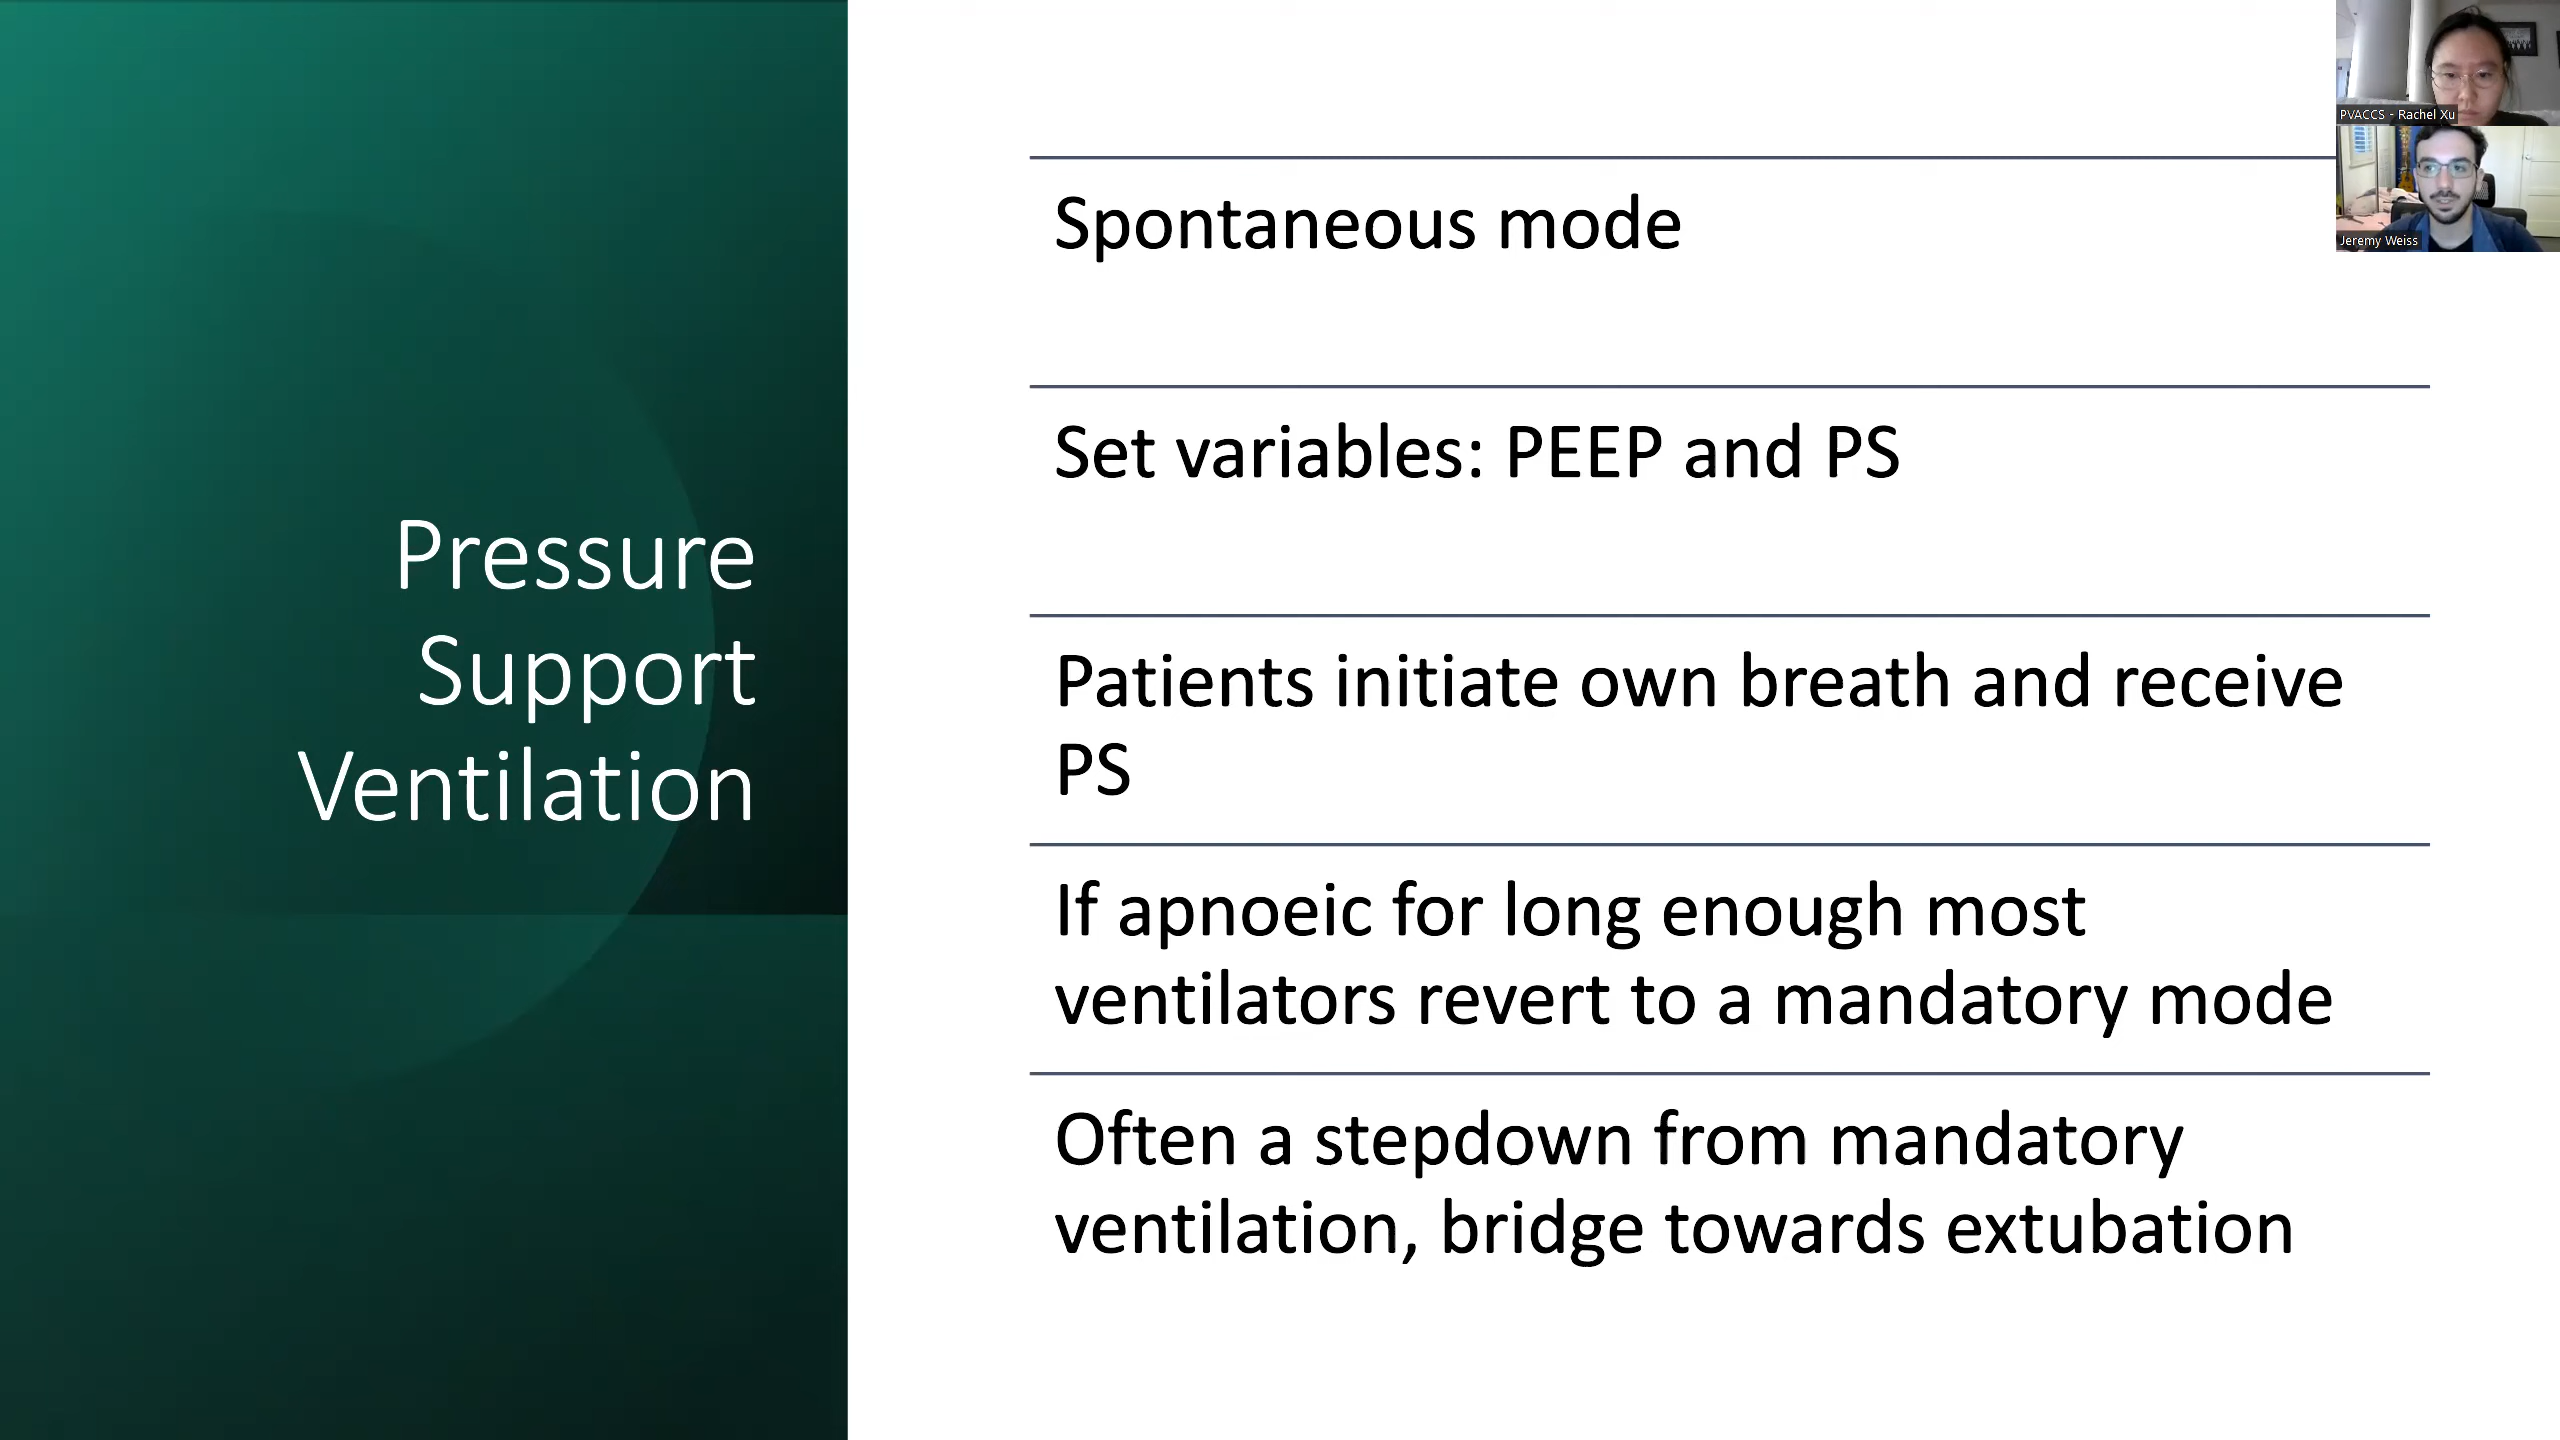 Pressure
Support
Ventilation
Spontaneous mode
Set variables: PEEP and PS
Patients initiate own breath and receive
PS
If apnoeic for long enough most
ventilators revert to a mandatory mode
Often a stepdown from mandatory
ventilation, bridge towards extubation
PVACCS - Rachel Xu
Jeremy Weiss